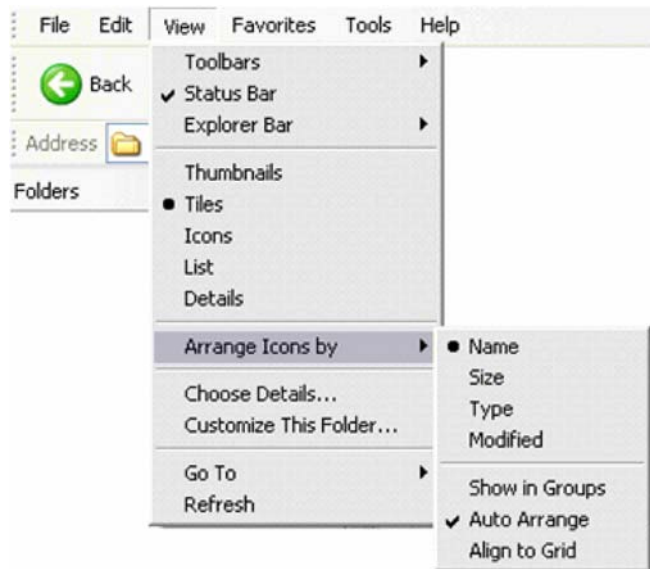 File Edit View Favorites Tools Help
Back
Address
Folders
Toolbars
Status Bar
Explorer Bar
Thumbnails
Tiles
Icons
List
Details
Arrange Icons by
Choose Details...
Customize This Folder...
Go To
Refresh
Name
Size
Type
Modified
Show in Groups
Auto Arrange
Align to Grid